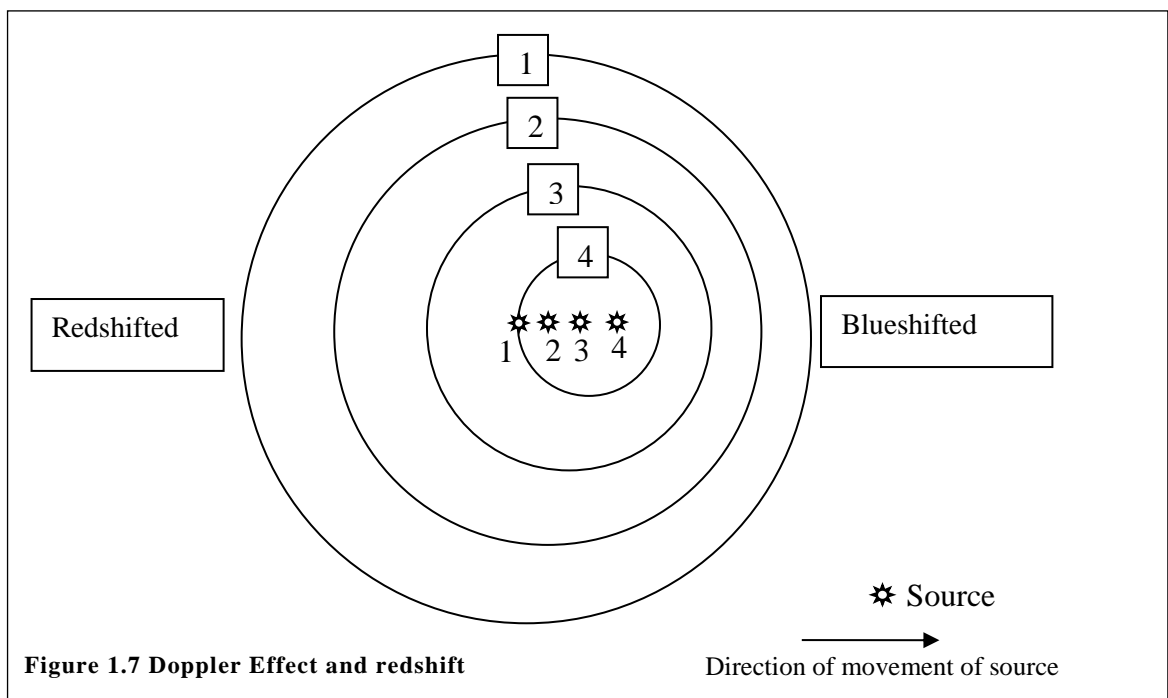 1
2
3
4
Redshifted
Blueshifted
1 2 3 4
Source
Figure 1.7 Doppler Effect and redshift
Direction of movement of source